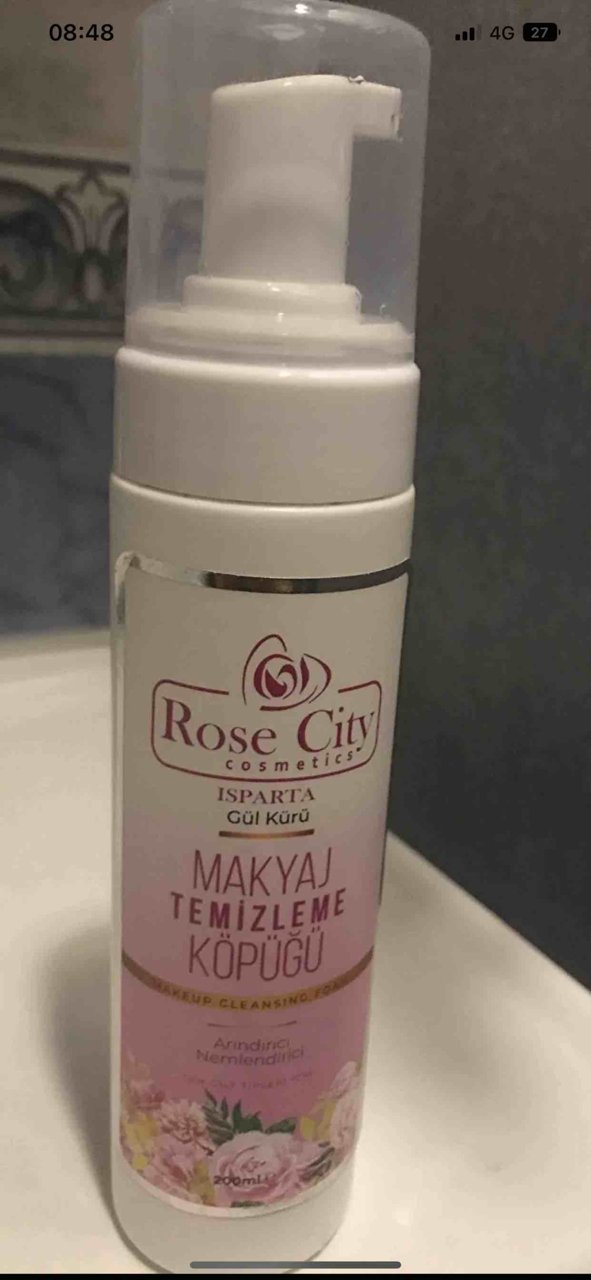 08:48 4G 27
Rose City
cosmetics
ISPARTA
Gül Kürü
MAKYAJ
TEMİZLEME
KÖPÜĞÜ
MAKEUP CLEANSING FOAM
Arındırıcı
Nemlendirici
200ml